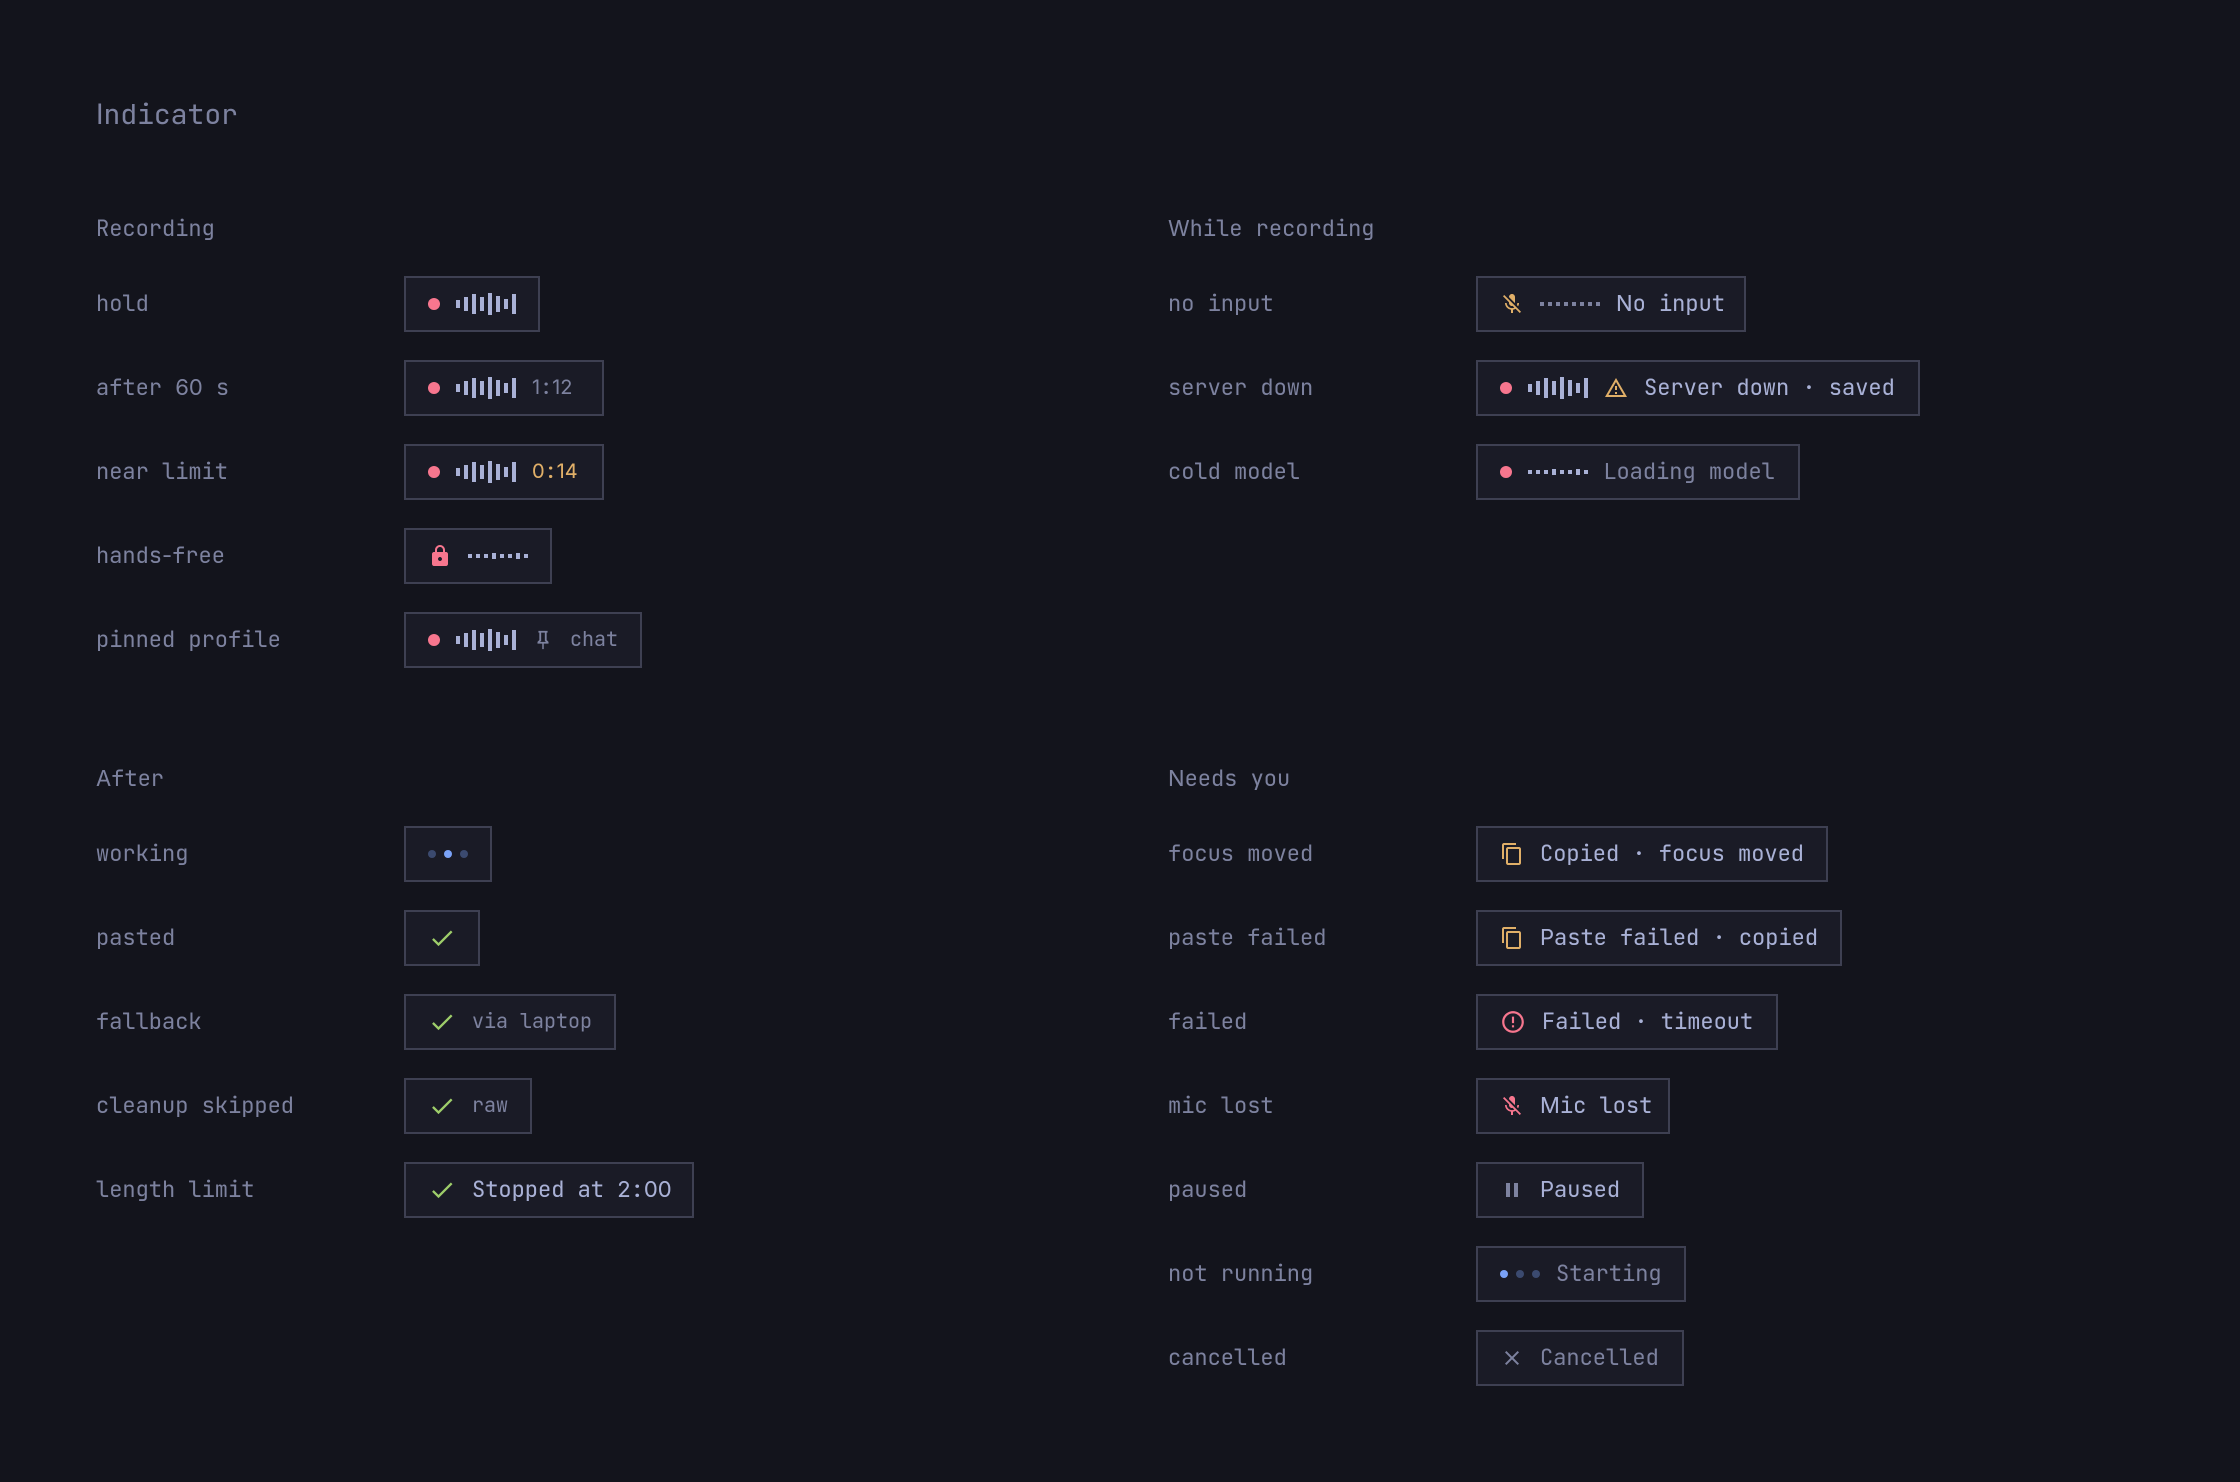 Indicator
Recording
hold
after 60 s 1:12
near limit 0:14
hands-free
pinned profile chat
While recording
no input No input
server down Server down · saved
cold model Loading model
After
working
pasted
fallback via laptop
cleanup skipped raw
length limit Stopped at 2:00
Needs you
focus moved Copied · focus moved
paste failed Paste failed · copied
failed Failed · timeout
mic lost Mic lost
paused Paused
not running Starting
cancelled Cancelled